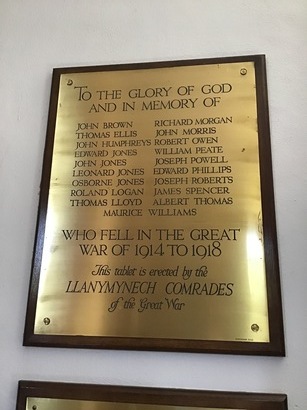 TO THE GLORY OF GOD
AND IN MEMORY OF
JOHN BROWN RICHARD MORGAN
THOMAS ELLIS JOHN MORRIS
JOHN HUMPHREYS ROBERT OWEN
EDWARD JONES WILLIAM PEATE
JOHN JONES JOSEPH POWELL
LEONARD JONES EDWARD PHILLIPS
OSBORNE JONES JOSEPH ROBERTS
ROLAND LOGAN JAMES SPENCER
THOMAS LLOYD ALBERT THOMAS
MAURICE WILLIAMS
WHO FELL IN THE GREAT
WAR OF 1914 TO 1918
This tablet is erected by the
LLANYMYNECH COMRADES
of the Great War